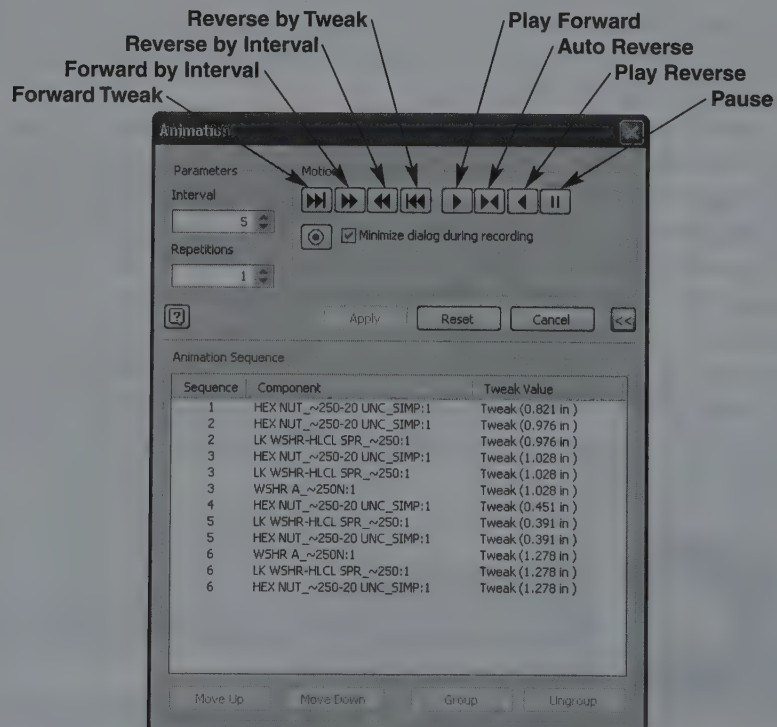 Reverse by Tweak
Play Forward
Reverse by Interval
Auto Reverse
Forward by Interval
Play Reverse
Forward Tweak
Pause
Animation
Parameters
Motion
Interval
5
Minimize dialog during recording
Repetitions
1
Apply Reset Cancel <<
Animation Sequence
Sequence Component Tweak Value
1 HEX NUT_~250-20 UNC_SIMP:1 Tweak (0.821 in )
2 HEX NUT_~250-20 UNC_SIMP:1 Tweak (0.976 in )
2 LK WSHR-HLCL SPR_~250:1 Tweak (0.976 in )
3 HEX NUT_~250-20 UNC_SIMP:1 Tweak (1.028 in )
3 LK WSHR-HLCL SPR_~250:1 Tweak (1.028 in )
3 WSHR A_~250N:1 Tweak (1.028 in )
4 HEX NUT_~250-20 UNC_SIMP:1 Tweak (0.451 in )
5 LK WSHR-HLCL SPR_~250:1 Tweak (0.391 in )
5 HEX NUT_~250-20 UNC_SIMP:1 Tweak (0.391 in )
6 WSHR A_~250N:1 Tweak (1.278 in )
6 LK WSHR-HLCL SPR_~250:1 Tweak (1.278 in )
6 HEX NUT_~250-20 UNC_SIMP:1 Tweak (1.278 in )
Move Up Move Down Group Ungroup